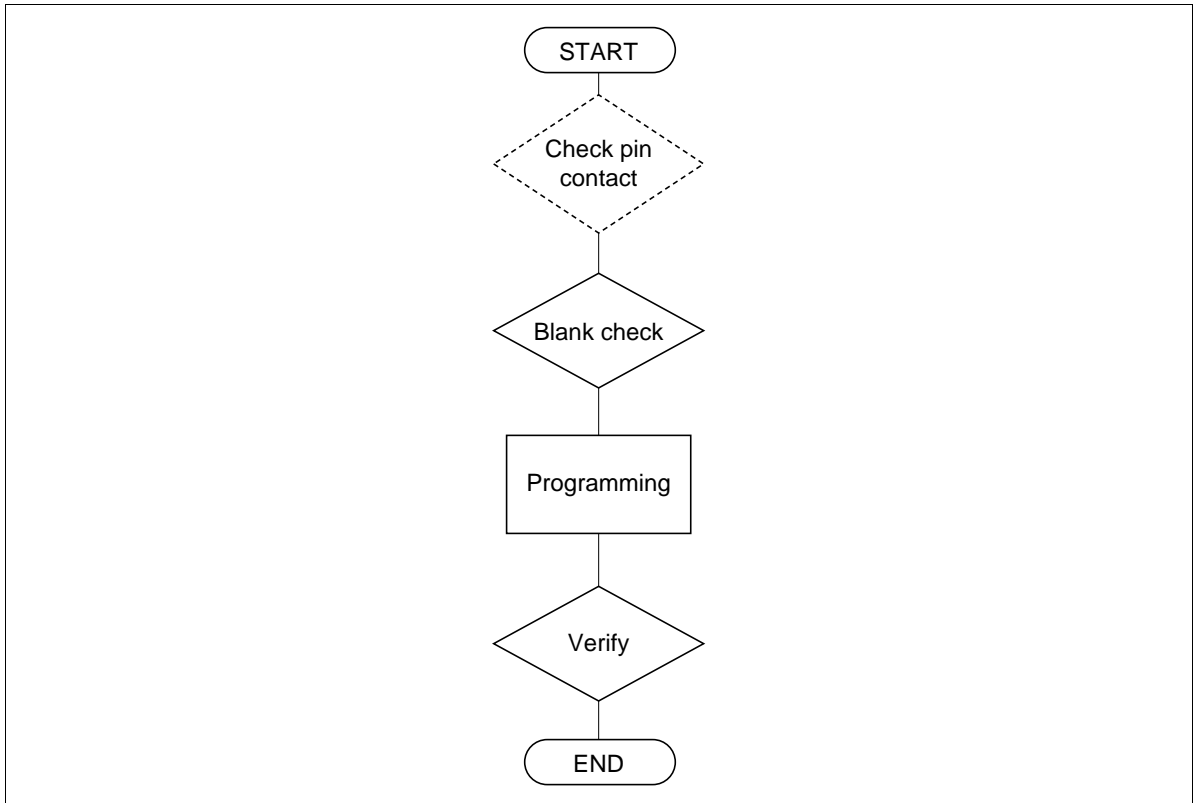 START
Check pin
contact
Blank check
Programming
Verify
END